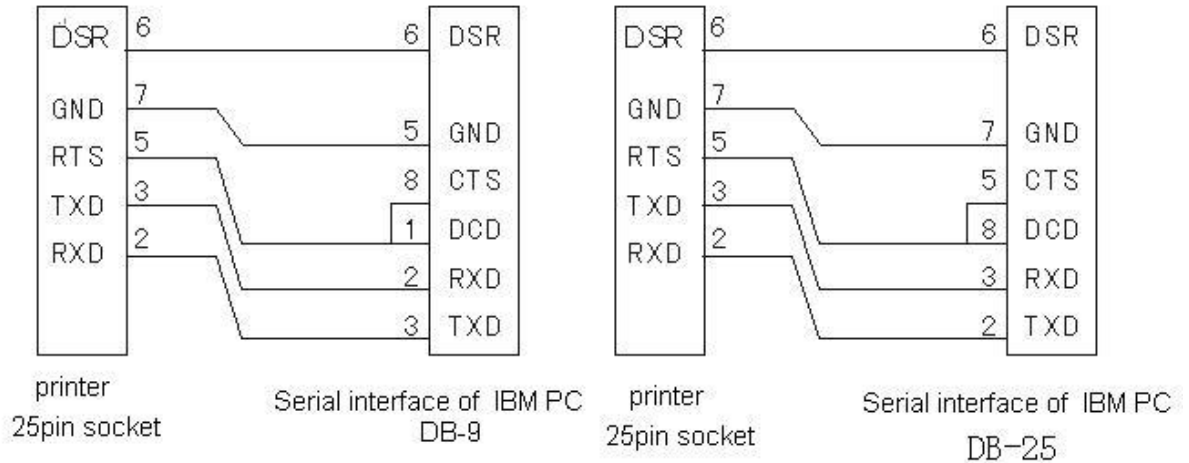 DSR 6 6 DSR
GND 7 5 GND
RTS 5 8 CTS
TXD 3 1 DCD
RXD 2 2 RXD
3 TXD
printer
25pin socket
Serial interface of IBM PC
DB-9
DSR 6 6 DSR
GND 7 7 GND
RTS 5 5 CTS
TXD 3 8 DCD
RXD 2 3 RXD
2 TXD
printer
25pin socket
Serial interface of IBM PC
DB-25